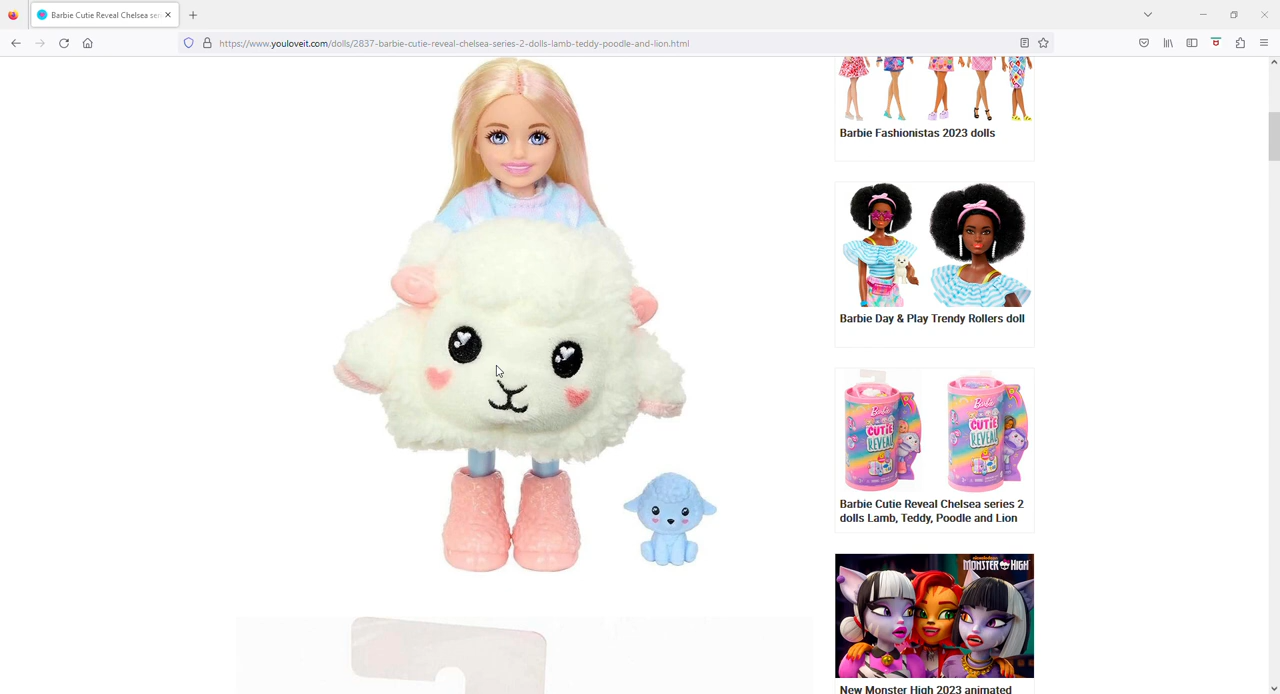 Barbie Cutie Reveal Chelsea ser
https://www.youloveit.com/dolls/2837-barbie-cutie-reveal-chelsea-series-2-dolls-lamb-teddy-poodle-and-lion.html
Barbie Fashionistas 2023 dolls
Barbie Day & Play Trendy Rollers doll
Barbie
CUTIE
REVEAL
Barbie
CUTIE
REVEAL
Barbie Cutie Reveal Chelsea series 2
dolls Lamb, Teddy, Poodle and Lion
nickelodeon
MONSTER HIGH
New Monster High 2023 animated